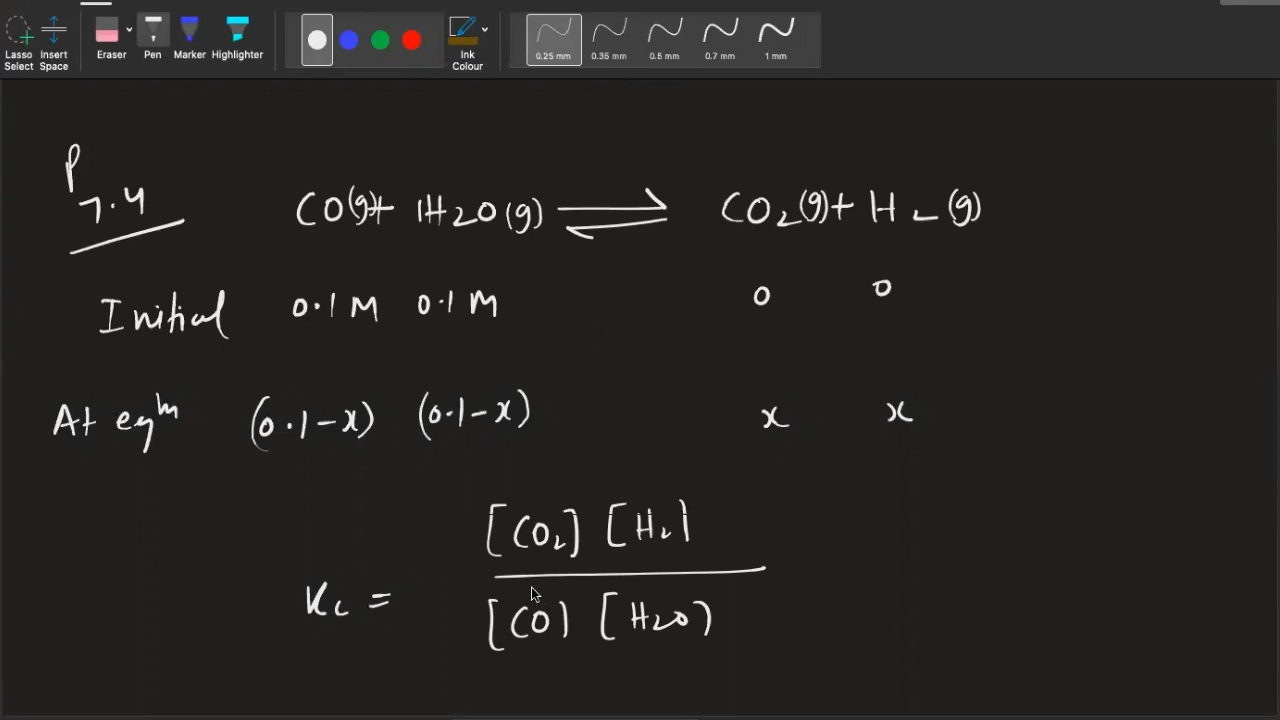 Lasso Select
Insert Space
Eraser
Pen
Marker
Highlighter
Ink Colour
0.25 mm
0.35 mm
0.5 mm
0.7 mm
1 mm
P 7.4
CO(g) + H2O(g) ⇌ CO2(g) + H2(g)
Initial 0.1 M 0.1 M 0 0
At eqm (0.1-x) (0.1-x) x x
Kc = [CO2] [H2] / [CO] [H2O]